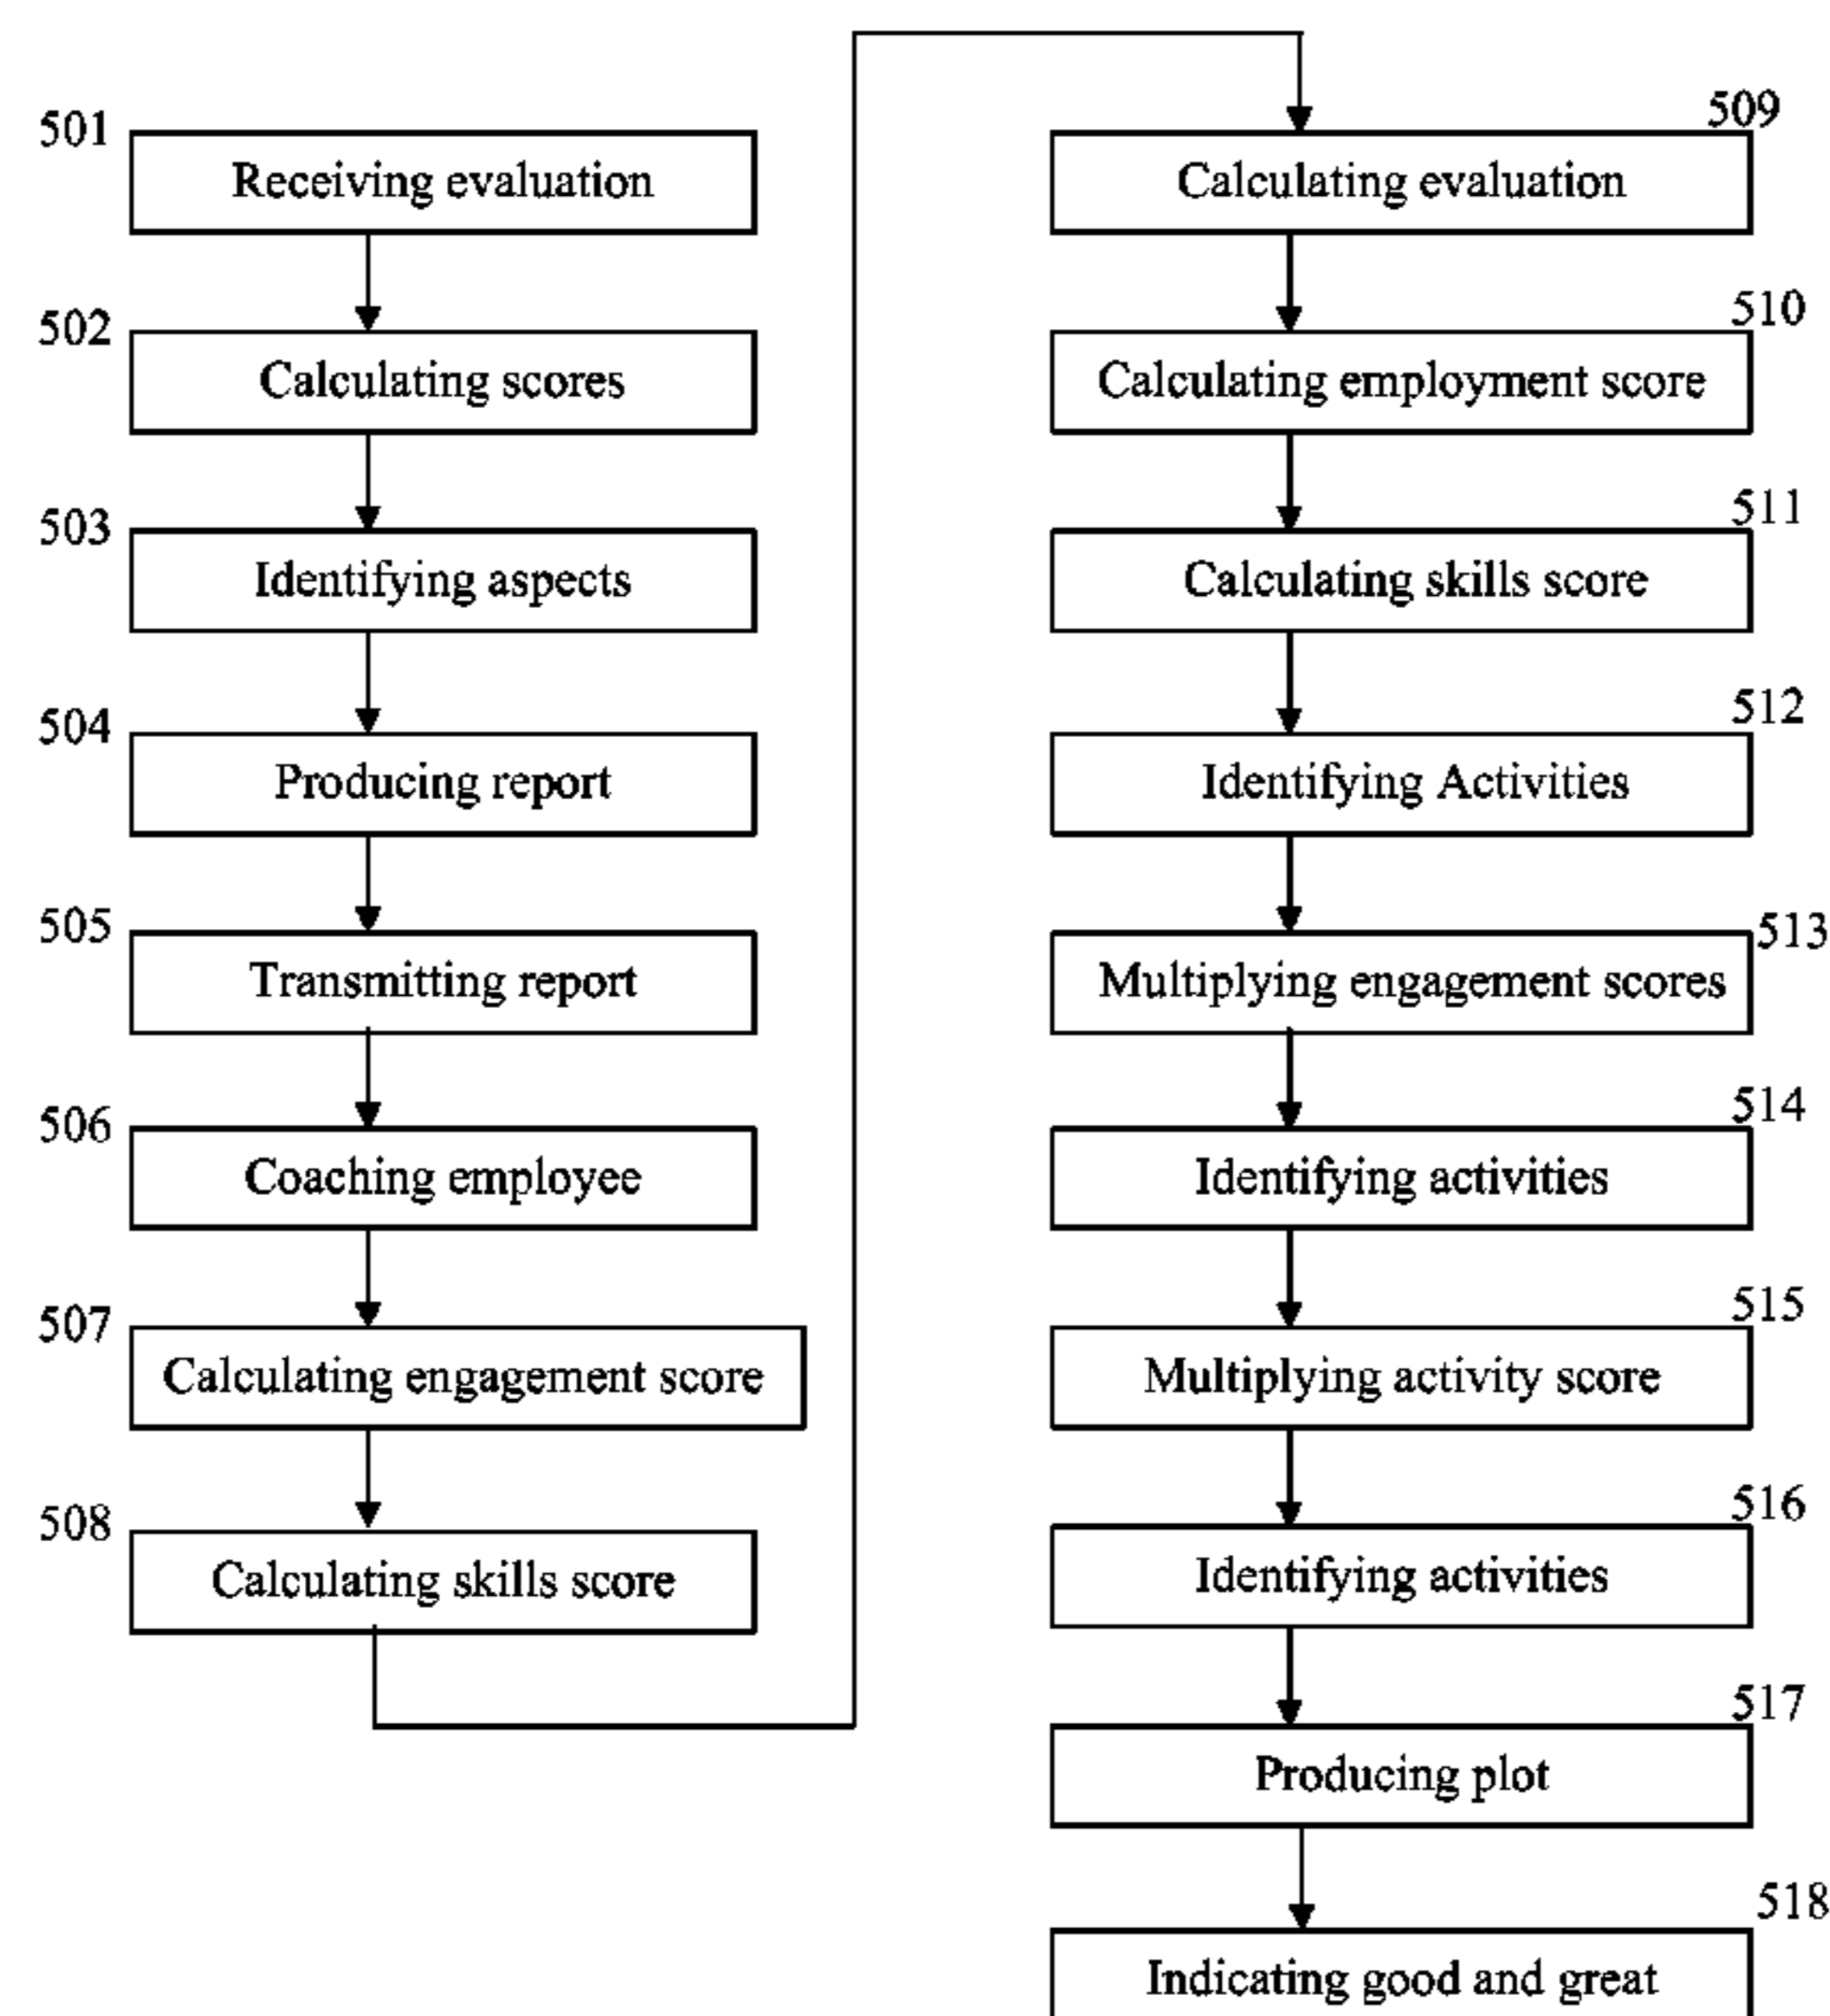 501
Receiving evaluation
502
Calculating scores
503
Identifying aspects
504
Producing report
505
Transmitting report
506
Coaching employee
507
Calculating engagement score
508
Calculating skills score
509
Calculating evaluation
510
Calculating employment score
511
Calculating skills score
512
Identifying Activities
513
Multiplying engagement scores
514
Identifying activities
515
Multiplying activity score
516
Identifying activities
517
Producing plot
518
Indicating good and great